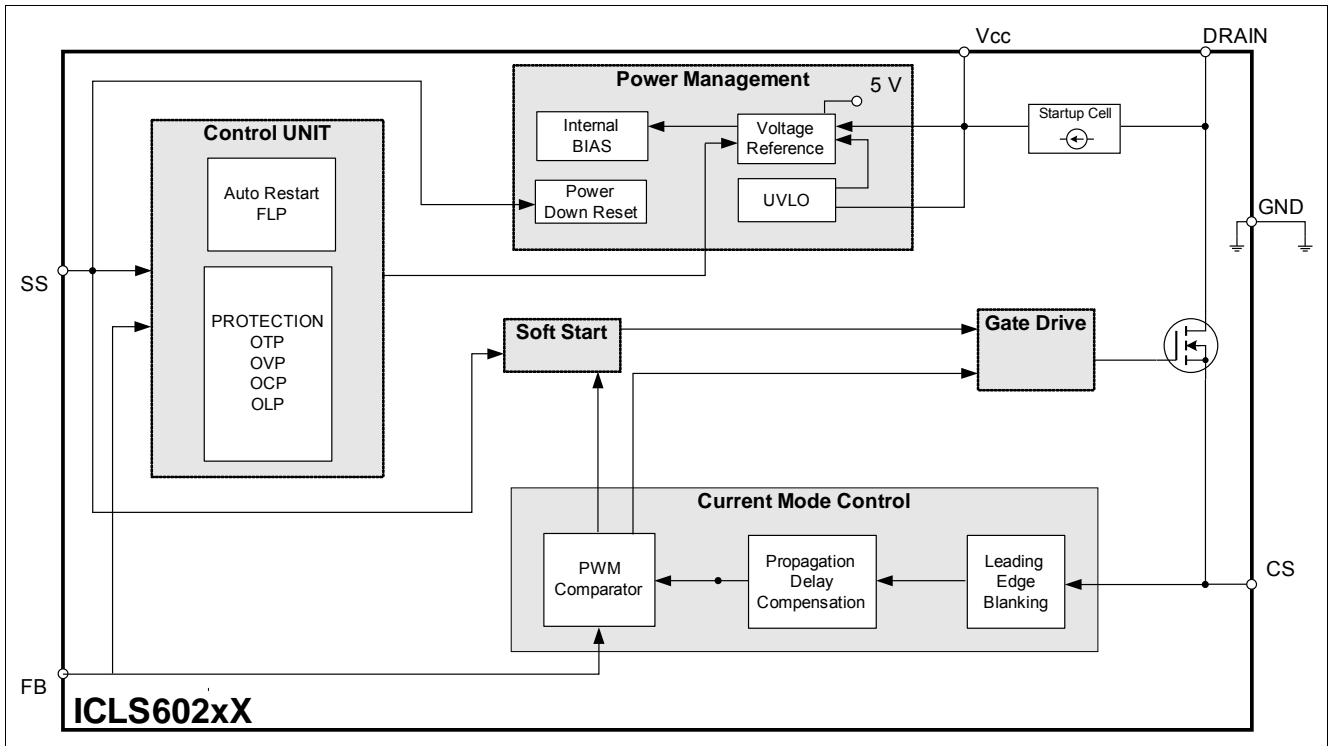 Vcc
DRAIN
Power Management
5 V
Control UNIT
Internal
BIAS
Voltage
Reference
Startup Cell
Auto Restart
FLP
Power
Down Reset
UVLO
GND
SS
PROTECTION
OTP
OVP
OCP
OLP
Soft Start
Gate Drive
Current Mode Control
PWM
Comparator
Propagation
Delay
Compensation
Leading
Edge
Blanking
CS
FB
ICLS602xX